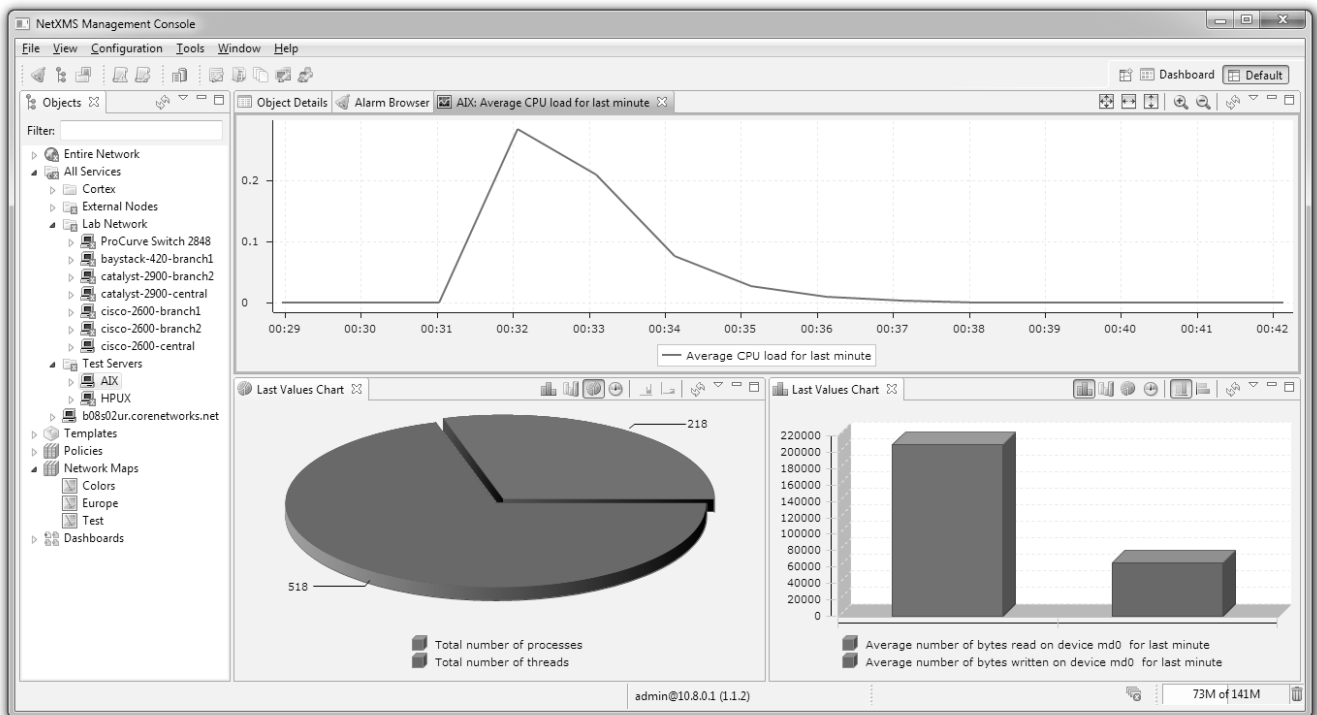 NetXMS Management Console
File View Configuration Tools Window Help
Dashboard Default
Objects
Filter:
Entire Network
All Services
Cortex
External Nodes
Lab Network
ProCurve Switch 2848
baystack-420-branch1
catalyst-2900-branch2
catalyst-2900-central
cisco-2600-branch1
cisco-2600-branch2
cisco-2600-central
Test Servers
AIX
HPUX
b08s02ur.corenetworks.net
Templates
Policies
Network Maps
Colors
Europe
Test
Dashboards
Object Details Alarm Browser AIX: Average CPU load for last minute
0.2
0.1
0
00:29 00:30 00:31 00:32 00:33 00:34 00:35 00:36 00:37 00:38 00:39 00:40 00:41 00:42
Average CPU load for last minute
Last Values Chart
218
518
Total number of processes
Total number of threads
Last Values Chart
220000
200000
180000
160000
140000
120000
100000
80000
60000
40000
20000
0
Average number of bytes read on device md0 for last minute
Average number of bytes written on device md0 for last minute
admin@10.8.0.1 (1.1.2)
73M of 141M